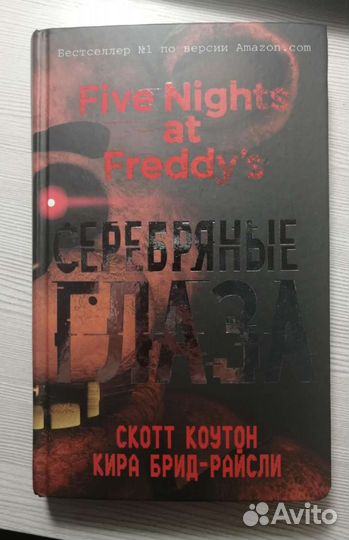 Бестселлер №1 по версии Amazon.com
Five Nights
at
Freddy's
СЕРЕБРЯНЫЕ
ГЛАЗА
СКОТТ КОУТОН
КИРА БРИД-РАЙСЛИ
Avito